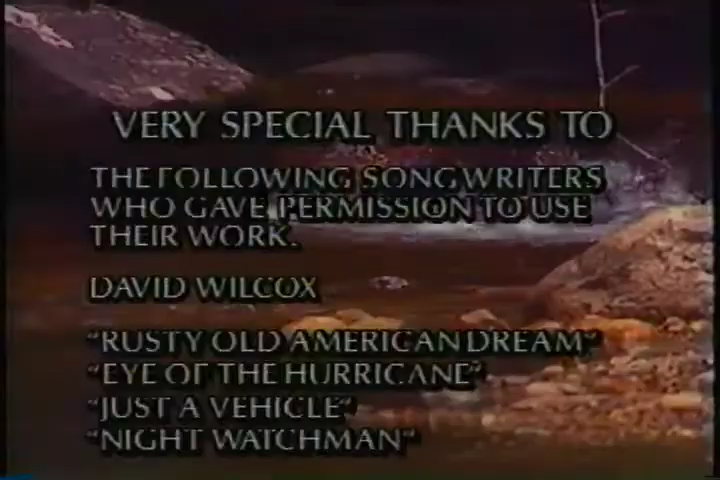 VERY SPECIAL THANKS TO
THE FOLLOWING SONGWRITERS
WHO GAVE PERMISSION TO USE
THEIR WORK.
DAVID WILCOX
"RUSTY OLD AMERICAN DREAM"
"EYE OF THE HURRICANE"
"JUST A VEHICLE"
"NIGHT WATCHMAN"